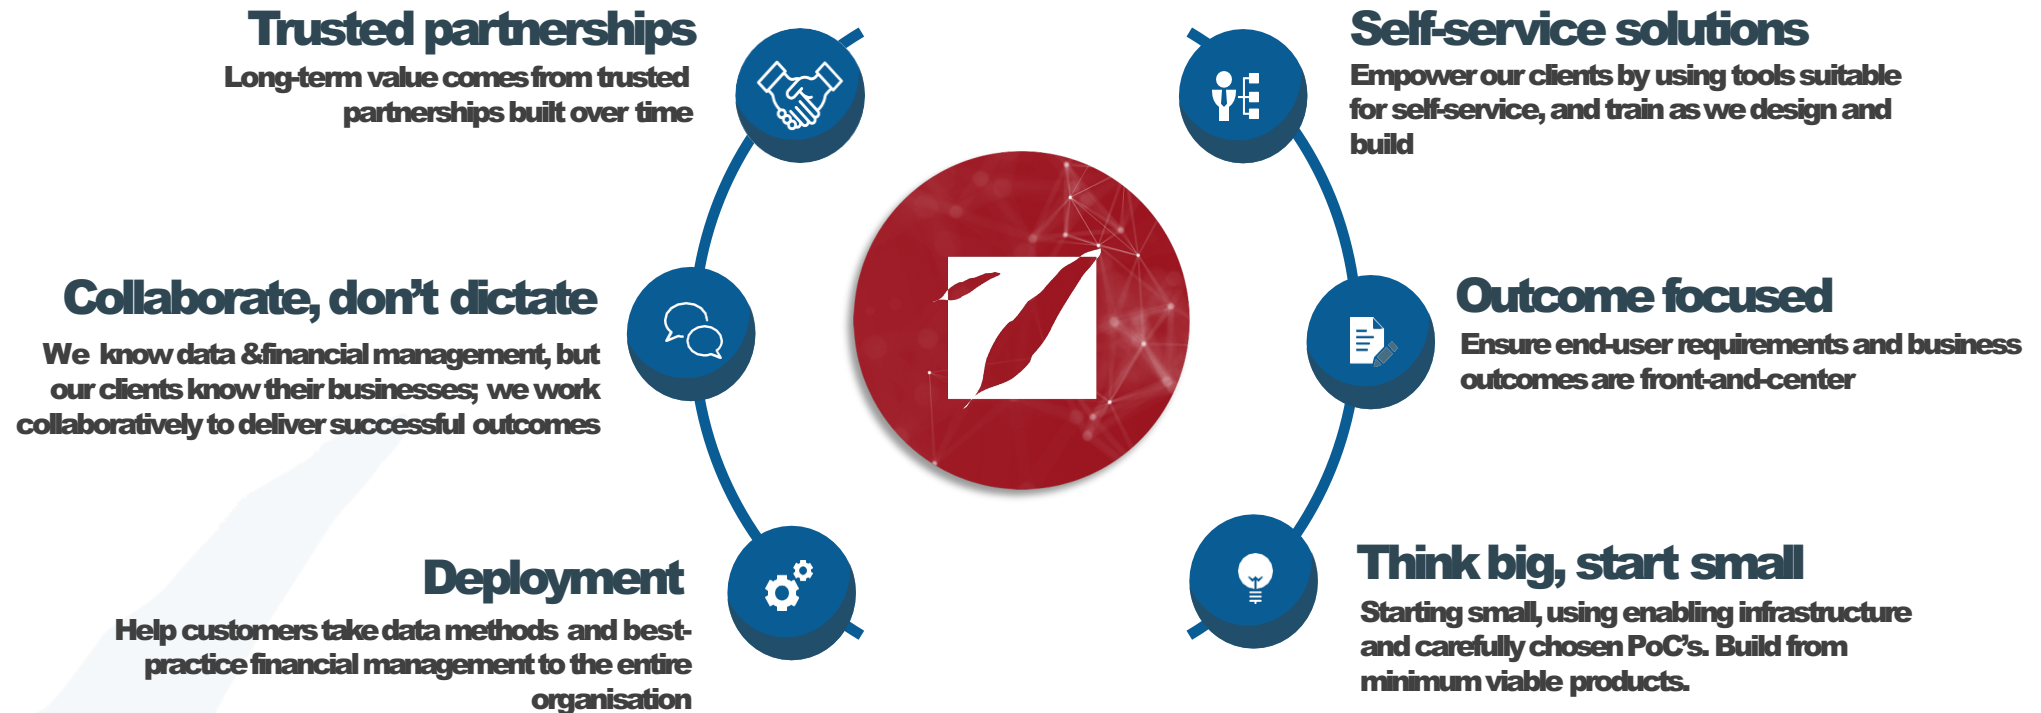 Trusted partnerships
Long-term value comes from trusted
partnerships built over time
Collaborate, don't dictate
We know data &financial management, but
our clients know their businesses; we work
collaboratively to deliver successful outcomes
Deployment
Help customers take data methods and best-
practice financial management to the entire
organisation
Self-service solutions
Empower our clients by using tools suitable
for self-service, and train as we design and
build
Outcome focused
Ensure end-user requirements and business
outcomes are front-and-center
Think big, start small
Starting small, using enabling infrastructure
and carefully chosen PoC's. Build from
minimum viable products.